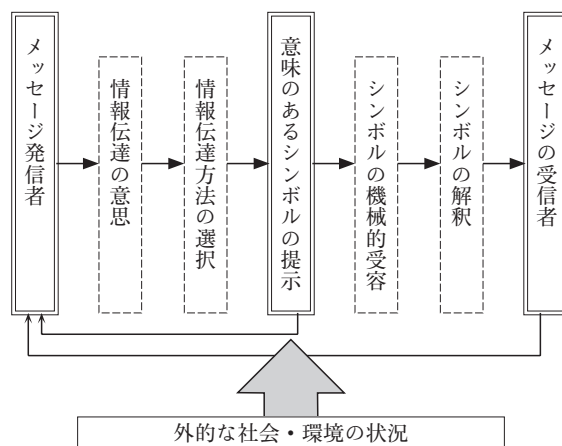 メッセージ発信者
情報伝達の意思
情報伝達方法の選択
意味のあるシンボルの提示
シンボルの機械的受容
シンボルの解釈
メッセージの受信者
外的な社会・環境の状況